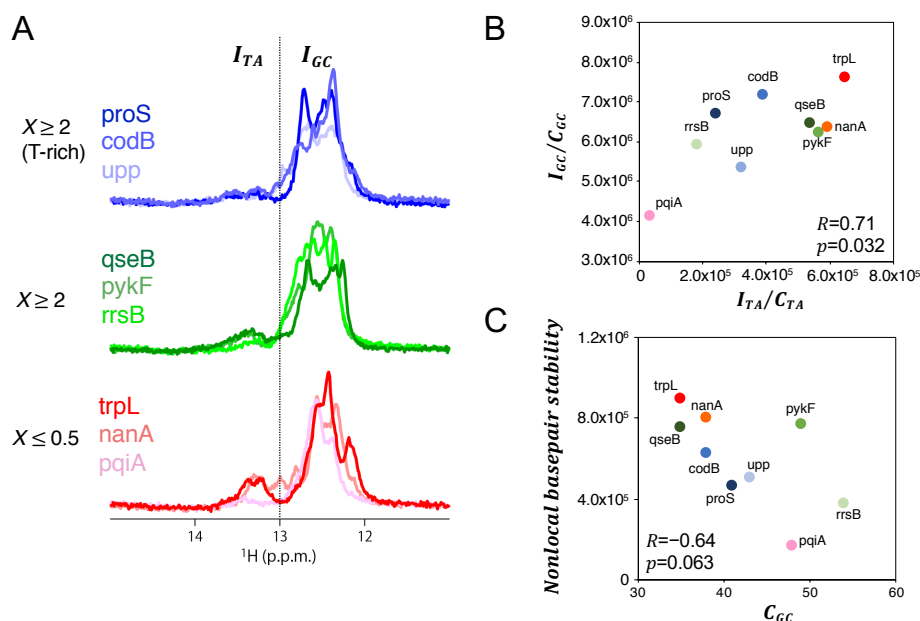 A
I_TA
I_GC
X ≥ 2
(T-rich)
proS
codB
upp
X ≥ 2
qseB
pykF
rrsB
X ≤ 0.5
trpL
nanA
pqiA
14
13
12
¹H (p.p.m.)
B
I_GC/C_GC
9.0x10⁶
8.0x10⁶
7.0x10⁶
6.0x10⁶
5.0x10⁶
4.0x10⁶
3.0x10⁶
trpL
codB
proS
qseB
rrsB
nanA
pykF
upp
pqiA
R=0.71
p=0.032
0
2.0x10⁵
4.0x10⁵
6.0x10⁵
8.0x10⁵
I_TA/C_TA
C
Nonlocal basepair stability
1.2x10⁶
8.0x10⁵
4.0x10⁵
0
trpL
nanA
pykF
qseB
codB
upp
proS
rrsB
pqiA
R=−0.64
p=0.063
30
40
50
60
C_GC